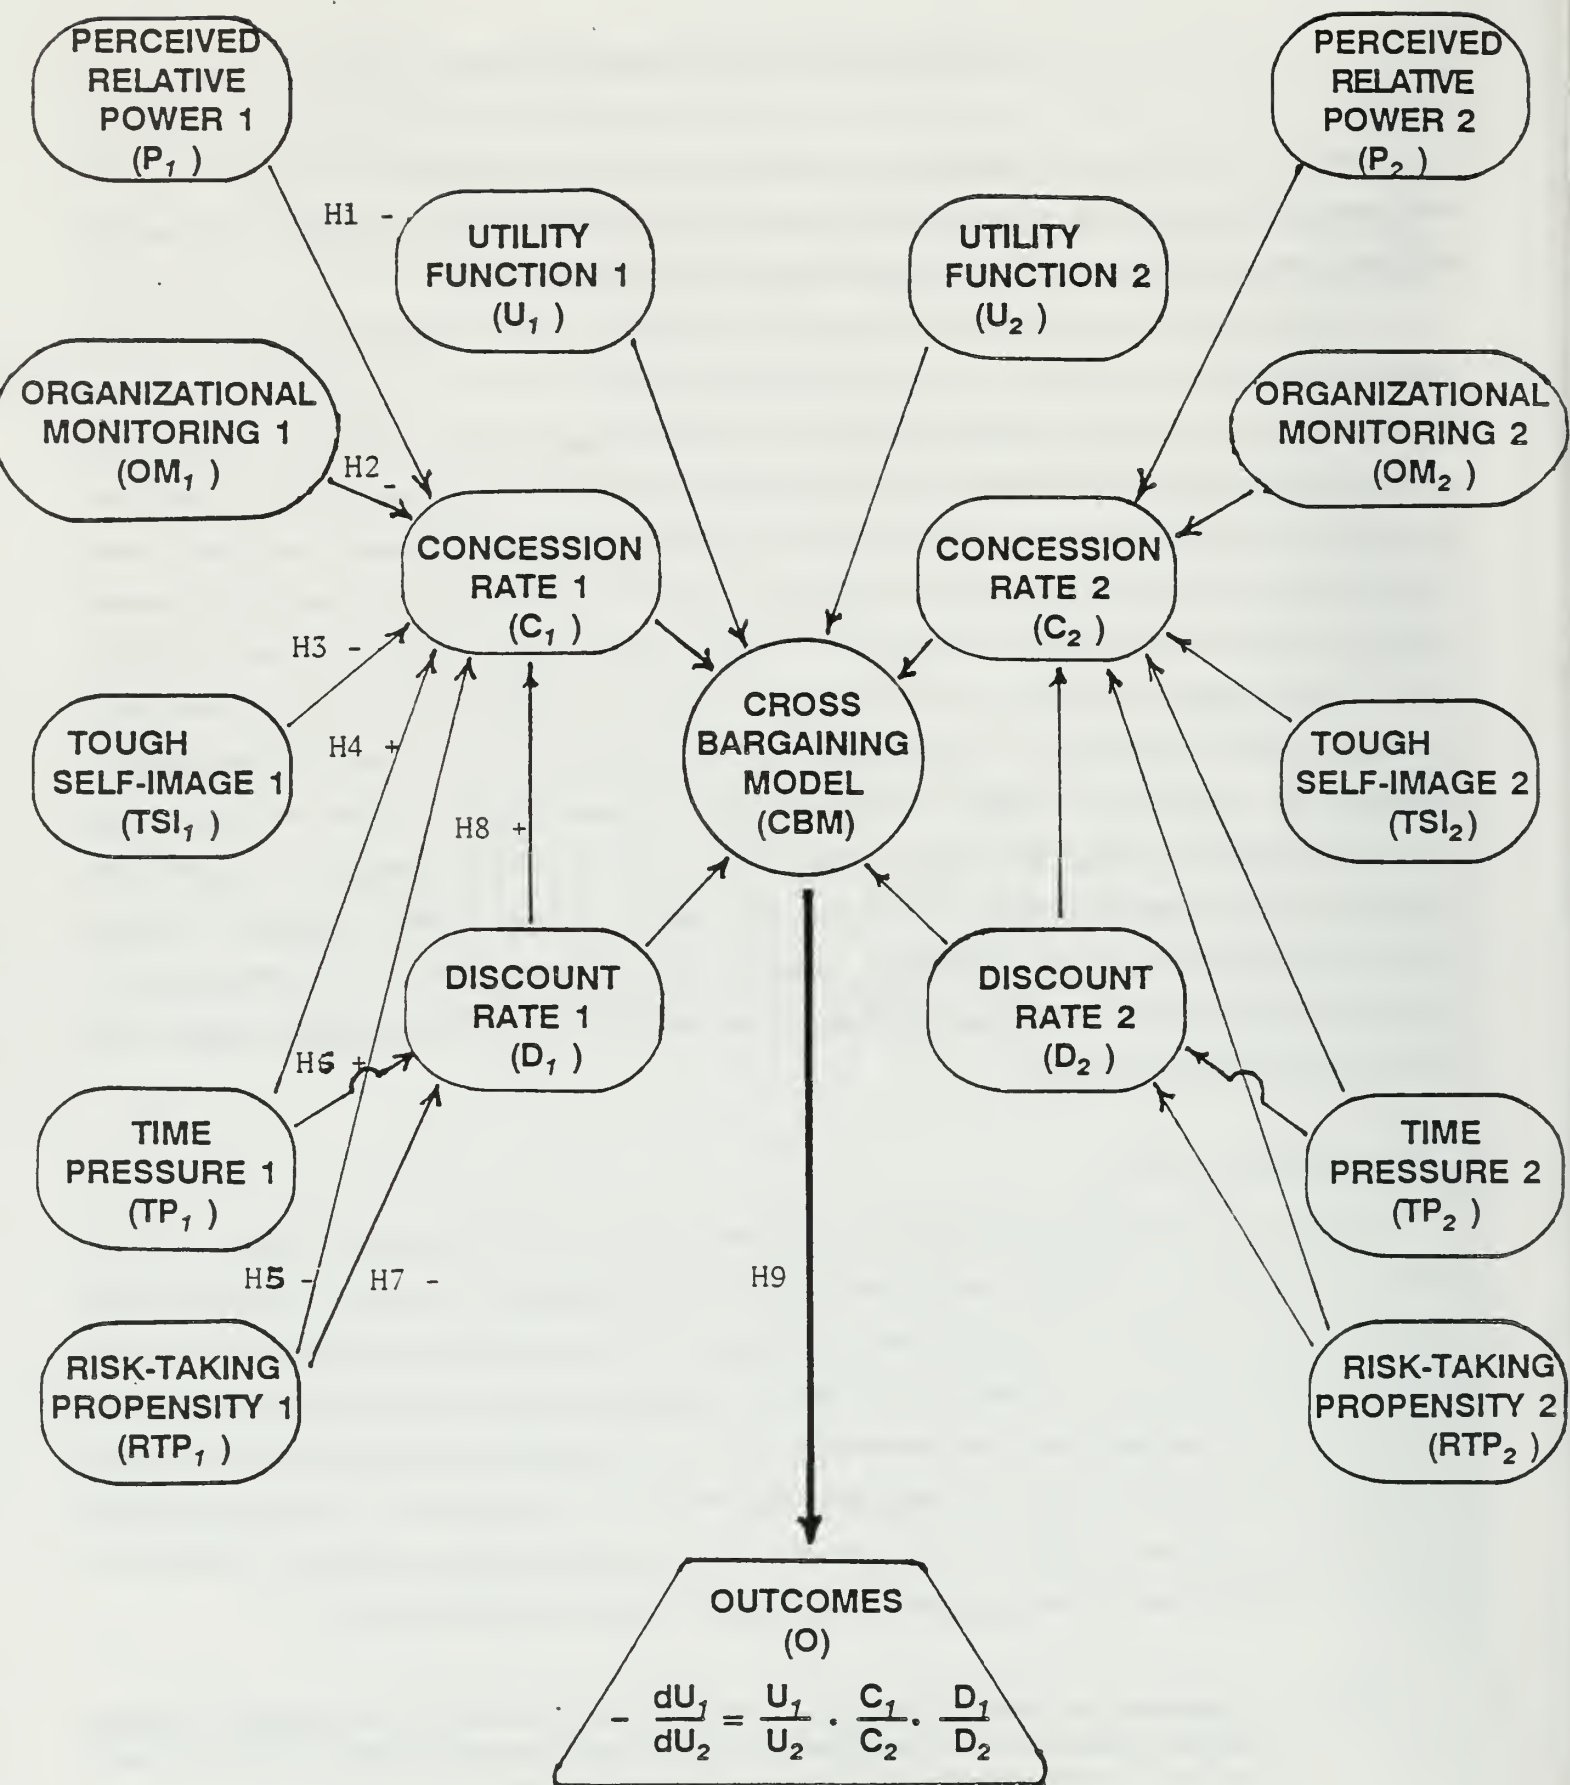 PERCEIVED
RELATIVE
POWER 1
(P₁ )
PERCEIVED
RELATIVE
POWER 2
(P₂ )
H1 -
UTILITY
FUNCTION 1
(U₁ )
UTILITY
FUNCTION 2
(U₂ )
ORGANIZATIONAL
MONITORING 1
(OM₁ )
ORGANIZATIONAL
MONITORING 2
(OM₂ )
H2 -
CONCESSION
RATE 1
(C₁ )
CONCESSION
RATE 2
(C₂ )
H3 -
TOUGH
SELF-IMAGE 1
(TSI₁ )
H4 +
CROSS
BARGAINING
MODEL
(CBM)
TOUGH
SELF-IMAGE 2
(TSI₂)
H8 +
DISCOUNT
RATE 1
(D₁ )
DISCOUNT
RATE 2
(D₂ )
H6 +
TIME
PRESSURE 1
(TP₁ )
TIME
PRESSURE 2
(TP₂ )
H5 -
H7 -
H9
RISK-TAKING
PROPENSITY 1
(RTP₁ )
RISK-TAKING
PROPENSITY 2
(RTP₂ )
OUTCOMES
(O)
- dU₁/dU₂ = U₁/U₂ . C₁/C₂ . D₁/D₂